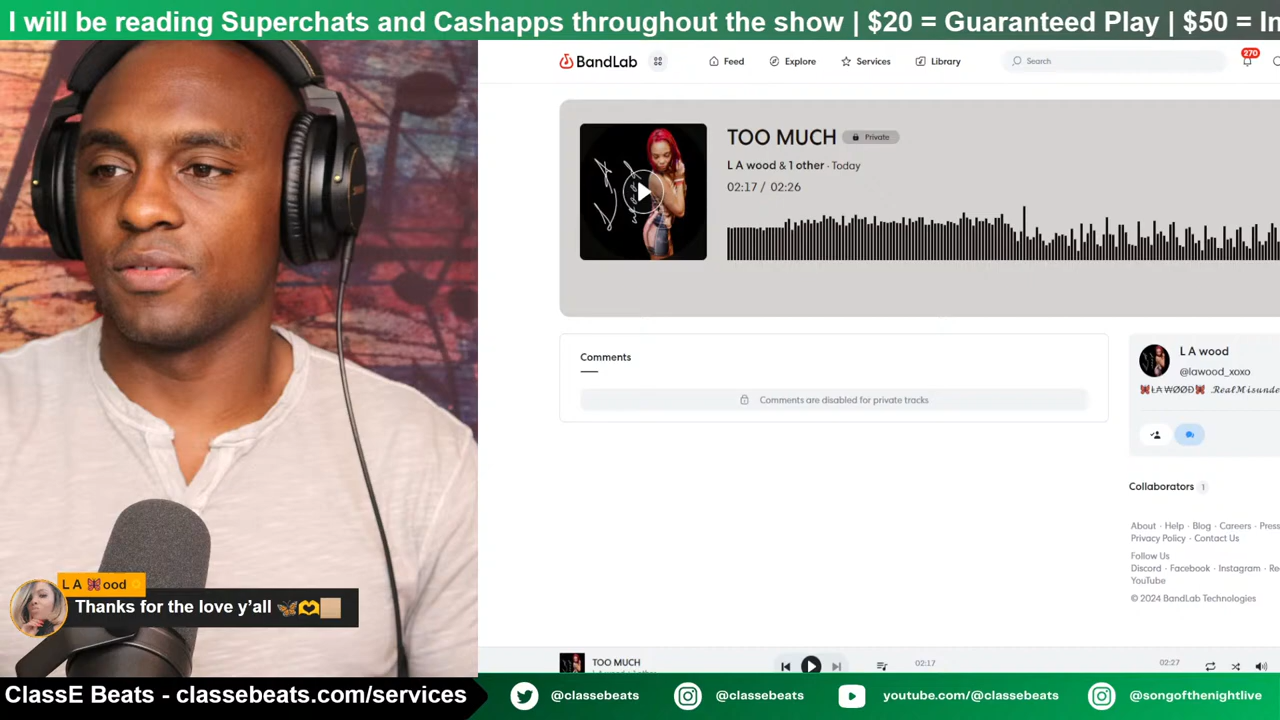 I will be reading Superchats and Cashapps throughout the show | $20 = Guaranteed Play | $50 = In
BandLab
Feed
Explore
Services
Library
Search
270
TOO MUCH
Private
L A wood & 1 other · Today
02:17 / 02:26
Comments
Comments are disabled for private tracks
L A wood
@lawood_xoxo
🦋ⱠȺ ₩ØØĐ🦋 𝓡𝓮𝓪𝓵𝓜𝓲𝓼𝓾𝓷𝓭𝓮
Collaborators 1
About · Help · Blog · Careers · Press
Privacy Policy · Contact Us
Follow Us
Discord · Facebook · Instagram · Re
YouTube
© 2024 BandLab Technologies
L A 🦋ood
Thanks for the love y'all 🦋🫶
TOO MUCH
02:17
02:27
ClassE Beats - classebeats.com/services
@classebeats
@classebeats
youtube.com/@classebeats
@songofthenightlive